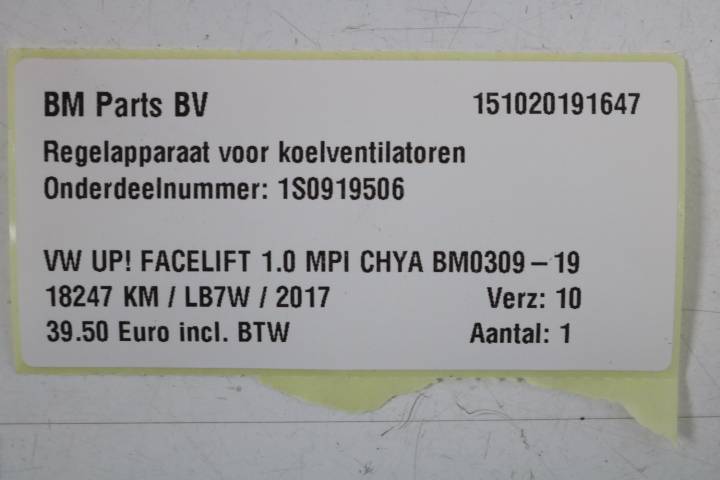 BM Parts BV 151020191647
Regelapparaat voor koelventilatoren
Onderdeelnummer: 1S0919506
VW UP! FACELIFT 1.0 MPI CHYA BM0309 – 19
18247 KM / LB7W / 2017 Verz: 10
39.50 Euro incl. BTW Aantal: 1